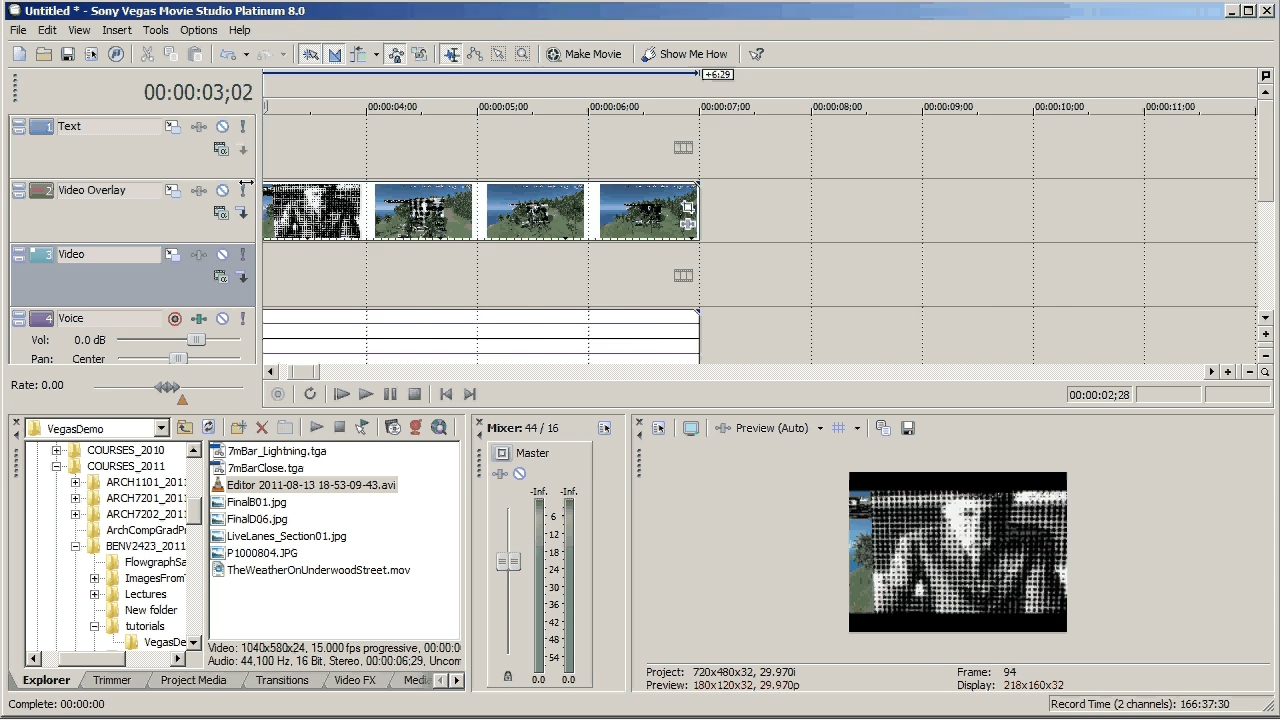 Untitled * - Sony Vegas Movie Studio Platinum 8.0
File Edit View Insert Tools Options Help
Make Movie Show Me How
00:00:03;02
+6:29
00:00:04;00 00:00:05;00 00:00:06;00 00:00:07;00 00:00:08;00 00:00:09;00 00:00:10;00 00:00:11;00
1 Text
2 Video Overlay
3 Video
4 Voice
Vol: 0.0 dB
Pan: Center
Rate: 0.00
00:00:02;28
VegasDemo
COURSES_2010
COURSES_2011
ARCH1101_2011
ARCH7201_2011
ARCH7202_2011
ArchCompGradP
BENV2423_2011
FlowgraphSa
ImagesFrom
Lectures
New folder
tutorials
VegasDe
7mBar_Lightning.tga
7mBarClose.tga
Editor 2011-08-13 18-53-09-43.avi
FinalB01.jpg
FinalD06.jpg
LiveLanes_Section01.jpg
P1000804.JPG
TheWeatherOnUnderwoodStreet.mov
Video: 1040x580x24, 15.000 fps progressive, 00:00:0
Audio: 44,100 Hz, 16 Bit, Stereo, 00:00:06;29, Uncom
Explorer Trimmer Project Media Transitions Video FX Media
Mixer: 44 / 16
Master
-Inf. -Inf.
6
12
18
24
30
36
42
48
54
0.0 0.0
Preview (Auto)
Project: 720x480x32, 29.970i
Preview: 180x120x32, 29.970p
Frame: 94
Display: 218x160x32
Complete: 00:00:00
Record Time (2 channels): 166:37:30